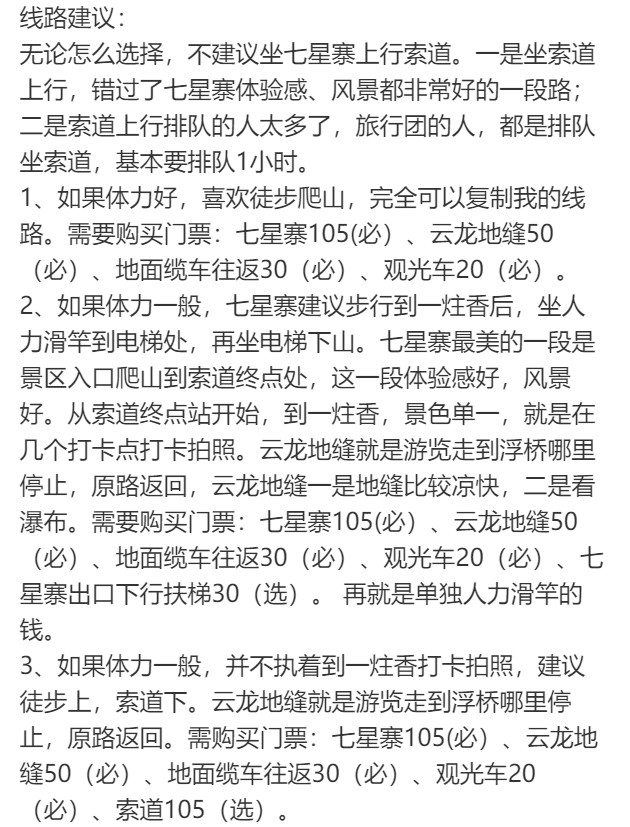 线路建议：
无论怎么选择，不建议坐七星寨上行索道。一是坐索道
上行，错过了七星寨体验感、风景都非常好的一段路；
二是索道上行排队的人太多了，旅行团的人，都是排队
坐索道，基本要排队1小时。
1、如果体力好，喜欢徒步爬山，完全可以复制我的线
路。需要购买门票：七星寨105(必）、云龙地缝50
（必）、地面缆车往返30（必）、观光车20（必）。
2、如果体力一般，七星寨建议步行到一炷香后，坐人
力滑竿到电梯处，再坐电梯下山。七星寨最美的一段是
景区入口爬山到索道终点处，这一段体验感好，风景
好。从索道终点站开始，到一炷香，景色单一，就是在
几个打卡点打卡拍照。云龙地缝就是游览走到浮桥哪里
停止，原路返回，云龙地缝一是地缝比较凉快，二是看
瀑布。需要购买门票：七星寨105(必）、云龙地缝50
（必）、地面缆车往返30（必）、观光车20（必）、七
星寨出口下行扶梯30（选）。 再就是单独人力滑竿的
钱。
3、如果体力一般，并不执着到一炷香打卡拍照，建议
徒步上，索道下。云龙地缝就是游览走到浮桥哪里停
止，原路返回。需购买门票：七星寨105(必）、云龙地
缝50（必）、地面缆车往返30（必）、观光车20
（必）、索道105（选）。